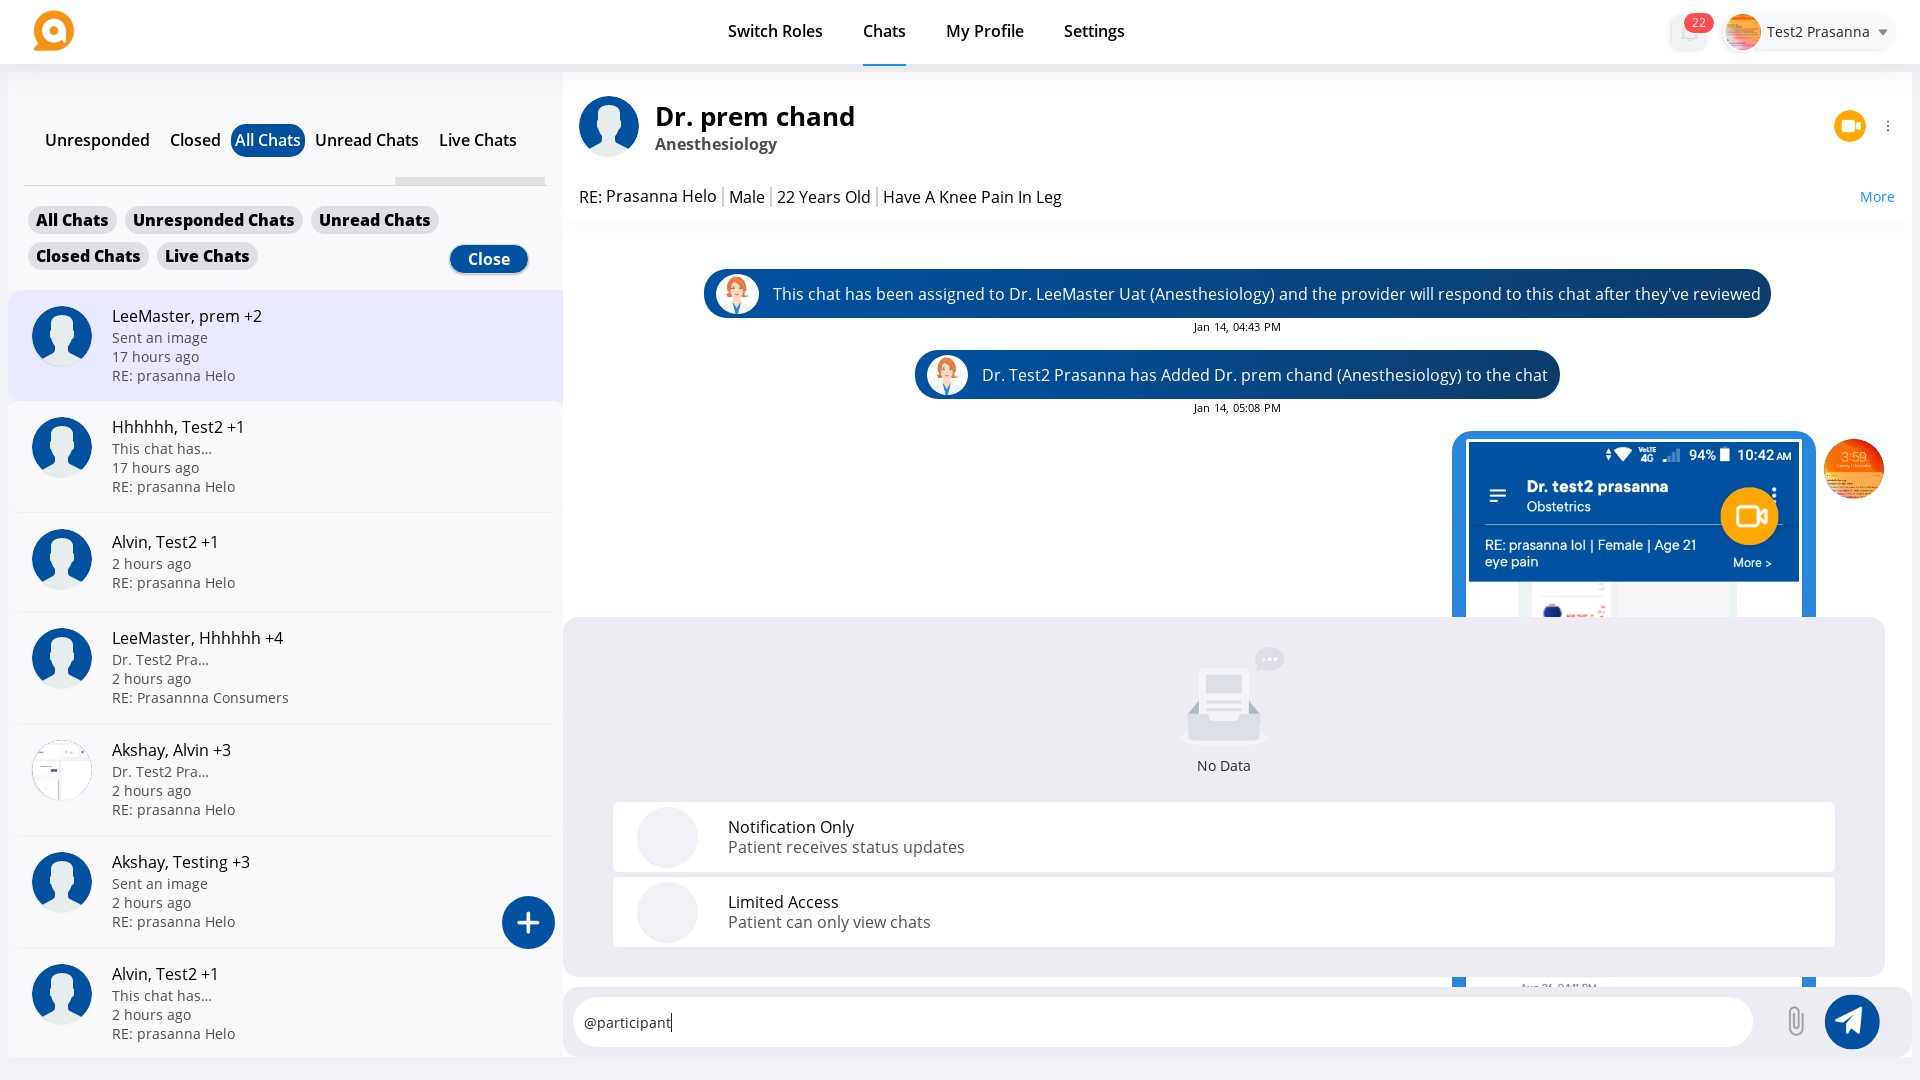 Switch Roles
Chats
My Profile
Settings
22
Test2 Prasanna
Unresponded
Closed
All Chats
Unread Chats
Live Chats
All Chats
Unresponded Chats
Unread Chats
Closed Chats
Live Chats
Close
LeeMaster, prem +2
Sent an image
17 hours ago
RE: prasanna Helo
Hhhhhh, Test2 +1
This chat has...
17 hours ago
RE: prasanna Helo
Alvin, Test2 +1
2 hours ago
RE: prasanna Helo
LeeMaster, Hhhhhh +4
Dr. Test2 Pra...
2 hours ago
RE: Prasannna Consumers
Akshay, Alvin +3
Dr. Test2 Pra...
2 hours ago
RE: prasanna Helo
Akshay, Testing +3
Sent an image
2 hours ago
RE: prasanna Helo
Alvin, Test2 +1
This chat has...
2 hours ago
RE: prasanna Helo
Dr. prem chand
Anesthesiology
RE: Prasanna Helo | Male | 22 Years Old | Have A Knee Pain In Leg
More
This chat has been assigned to Dr. LeeMaster Uat (Anesthesiology) and the provider will respond to this chat after they've reviewed
Jan 14, 04:43 PM
Dr. Test2 Prasanna has Added Dr. prem chand (Anesthesiology) to the chat
Jan 14, 05:08 PM
VoLTE 4G 94% 10:42 AM
Dr. test2 prasanna
Obstetrics
RE: prasanna lol | Female | Age 21
eye pain
More >
3:59
No Data
Notification Only
Patient receives status updates
Limited Access
Patient can only view chats
@participant